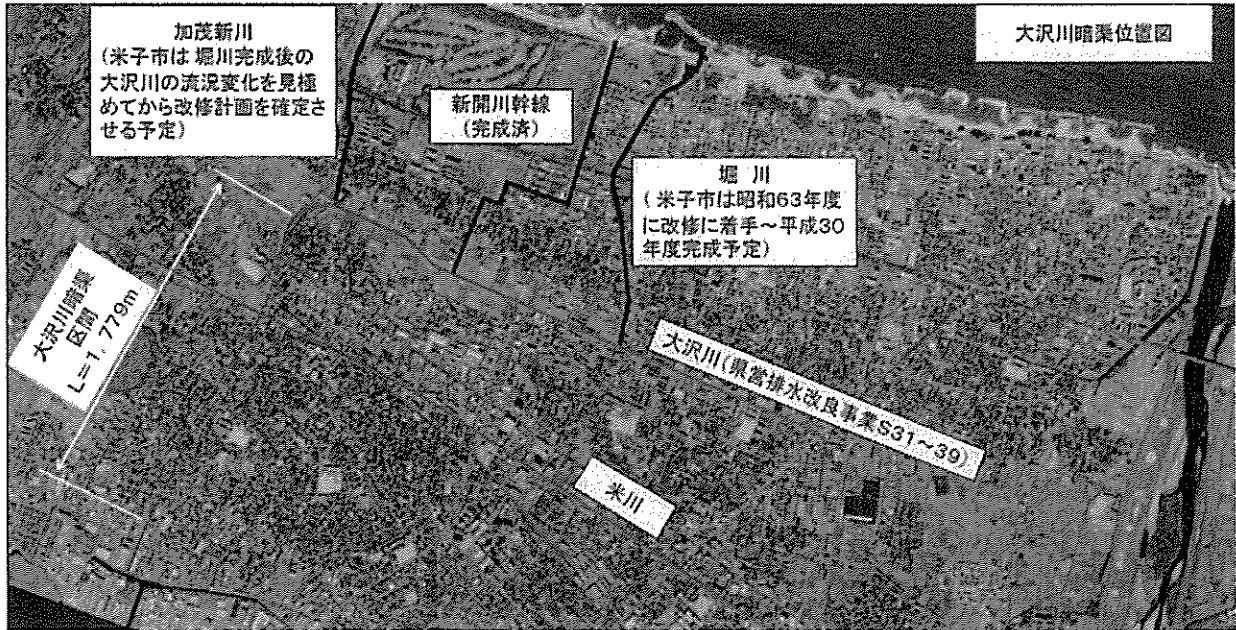 加茂新川
(米子市は堀川完成後の
大沢川の流況変化を見極
めてから改修計画を確定さ
せる予定)
新開川幹線
(完成済)
大沢川暗渠位置図
堀 川
(米子市は昭和63年度
に改修に着手～平成30
年度完成予定)
大沢川暗渠
区間
L=1,779m
大沢川(県営排水改良事業S31～39)
米川